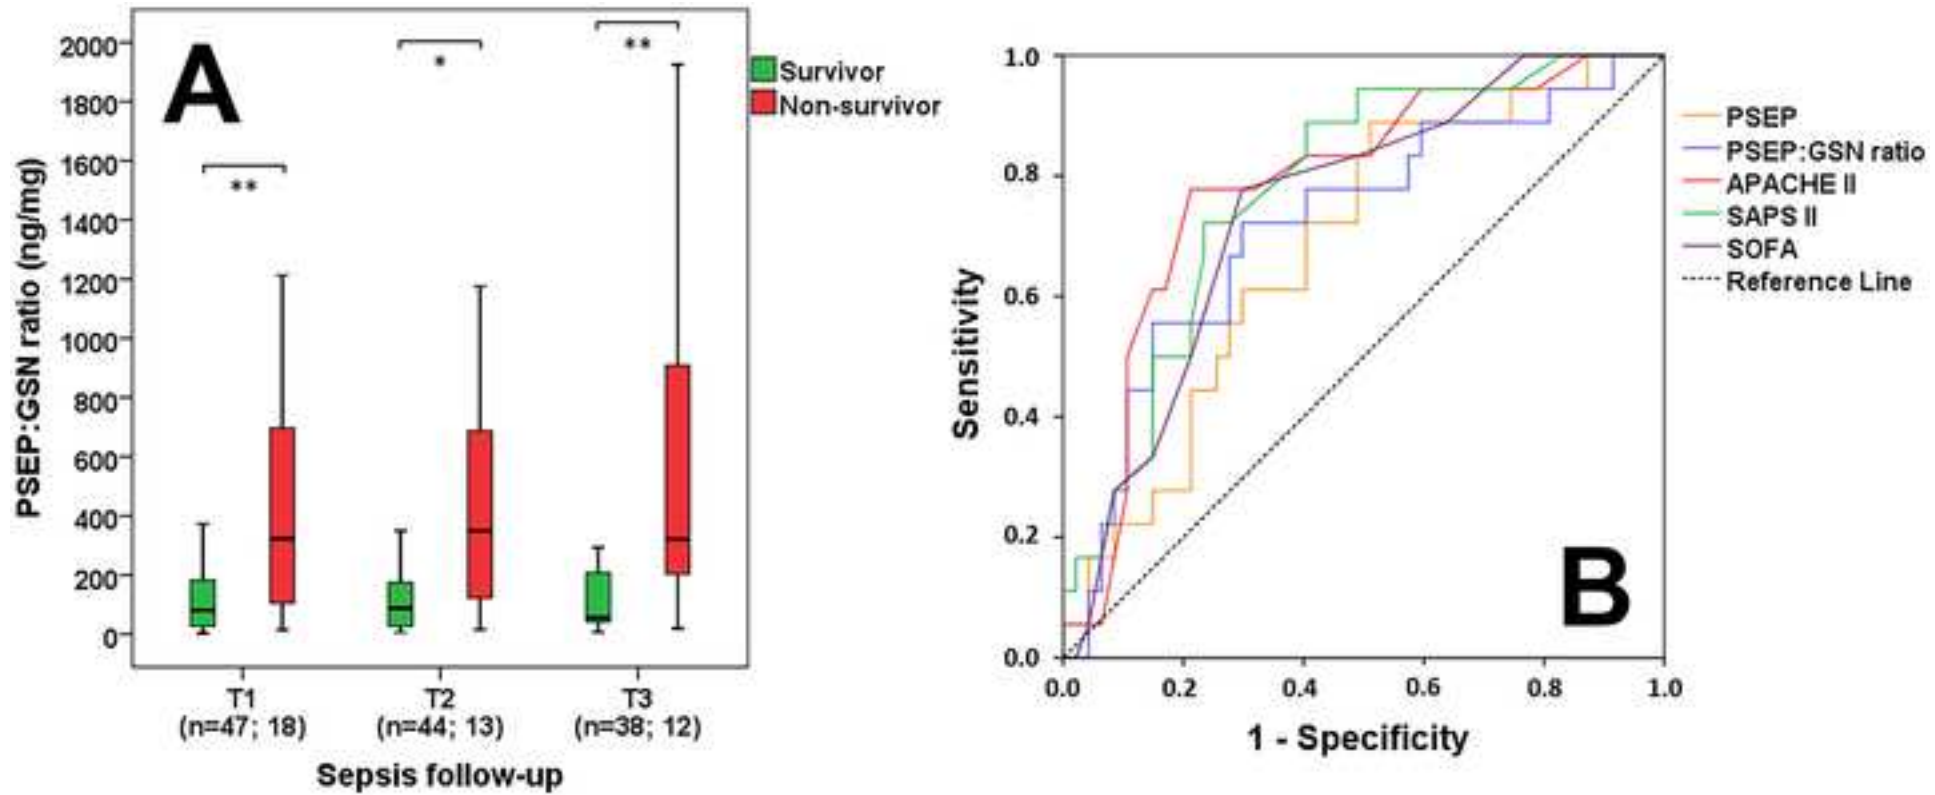 A
PSEP:GSN ratio (ng/mg)
2000
1800
1600
1400
1200
1000
800
600
400
200
0
**
*
**
Survivor
Non-survivor
T1
(n=47; 18)
T2
(n=44; 13)
T3
(n=38; 12)
Sepsis follow-up
B
Sensitivity
1.0
0.8
0.6
0.4
0.2
0.0
0.0 0.2 0.4 0.6 0.8 1.0
1 - Specificity
PSEP
PSEP:GSN ratio
APACHE II
SAPS II
SOFA
Reference Line